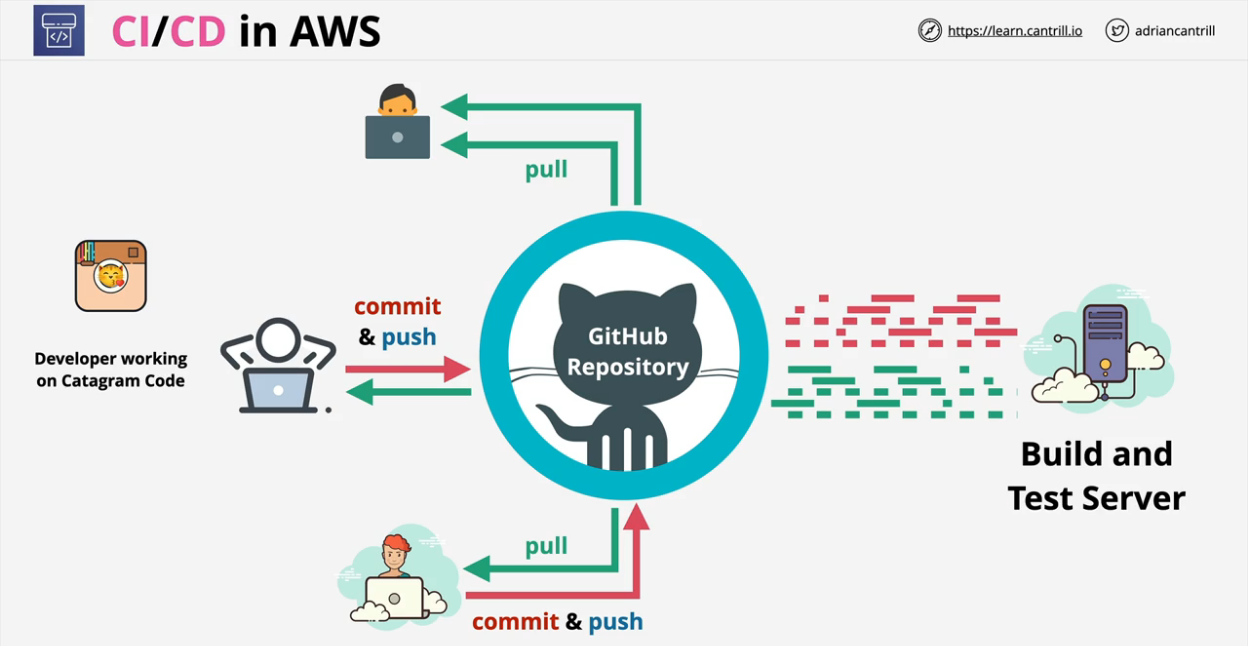 CI/CD in AWS
https://learn.cantrill.io
adriancantrill
pull
commit
& push
Developer working
on Catagram Code
GitHub
Repository
Build and
Test Server
pull
commit & push